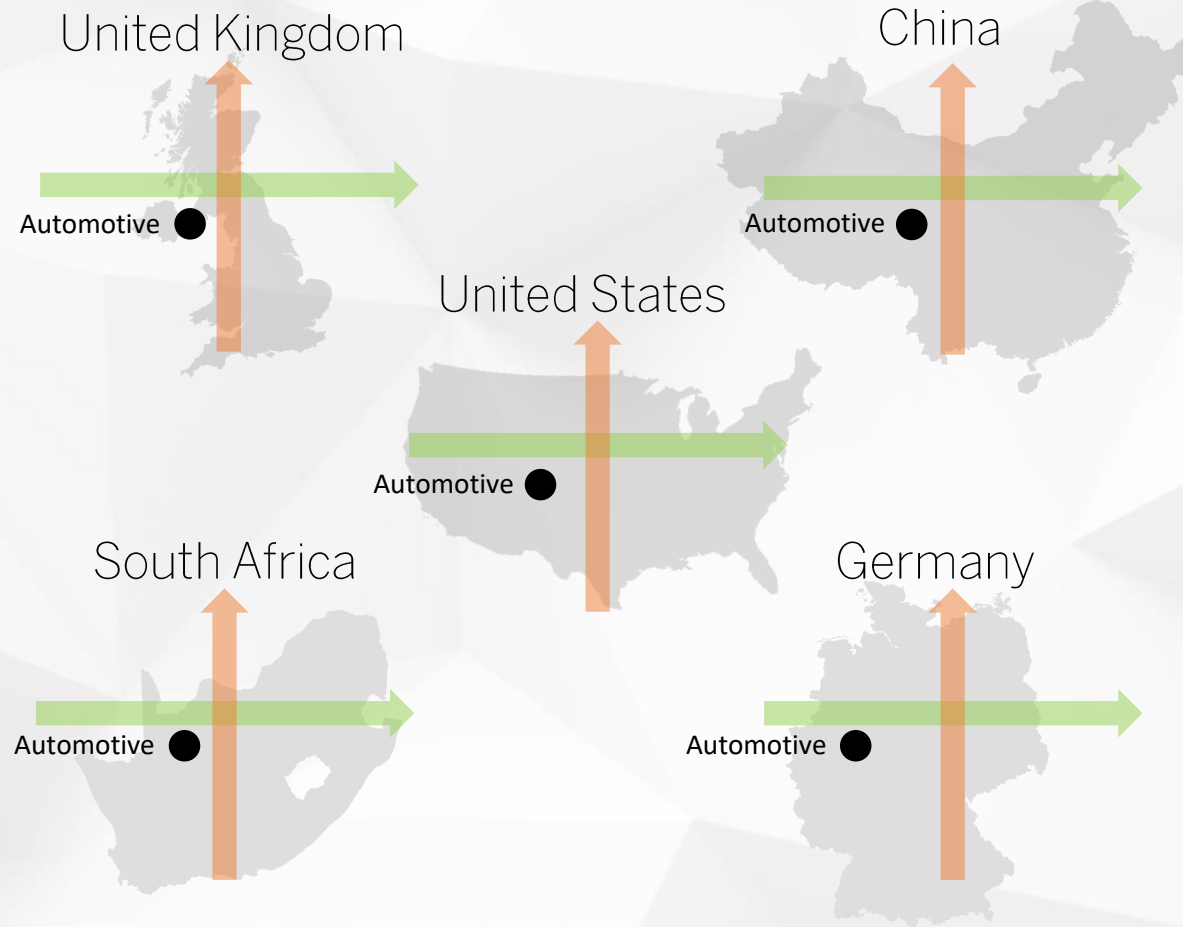 United Kingdom
China
Automotive
Automotive
United States
Automotive
South Africa
Germany
Automotive
Automotive